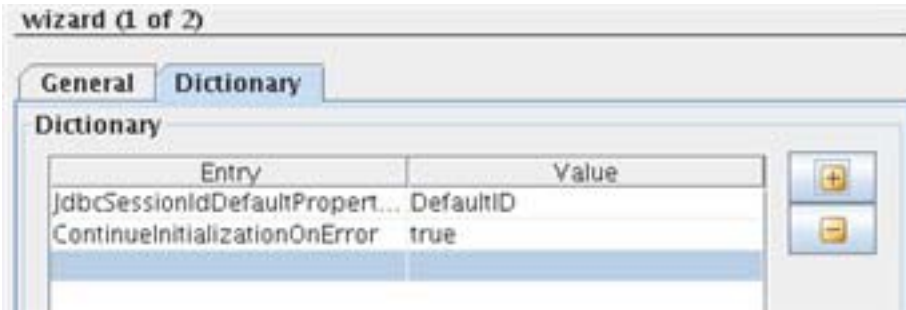 wizard (1 of 2)
General Dictionary
Dictionary
Entry Value
JdbcSessionIdDefaultPropert... DefaultID
ContinueInitializationOnError true